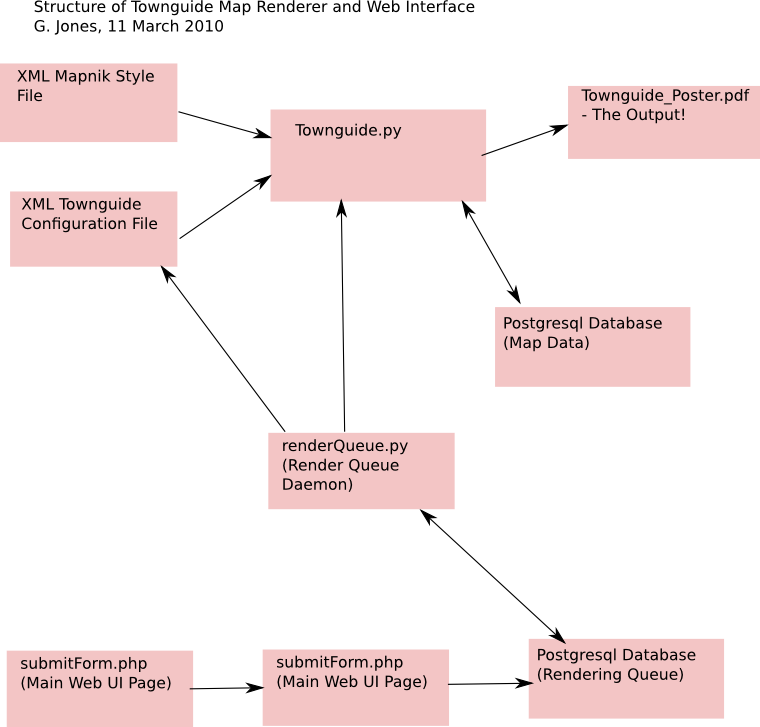 Structure of Townguide Map Renderer and Web Interface
G. Jones, 11 March 2010
XML Mapnik Style
File
Townguide.py
Townguide_Poster.pdf
- The Output!
XML Townguide
Configuration File
Postgresql Database
(Map Data)
renderQueue.py
(Render Queue
Daemon)
submitForm.php
(Main Web UI Page)
submitForm.php
(Main Web UI Page)
Postgresql Database
(Rendering Queue)